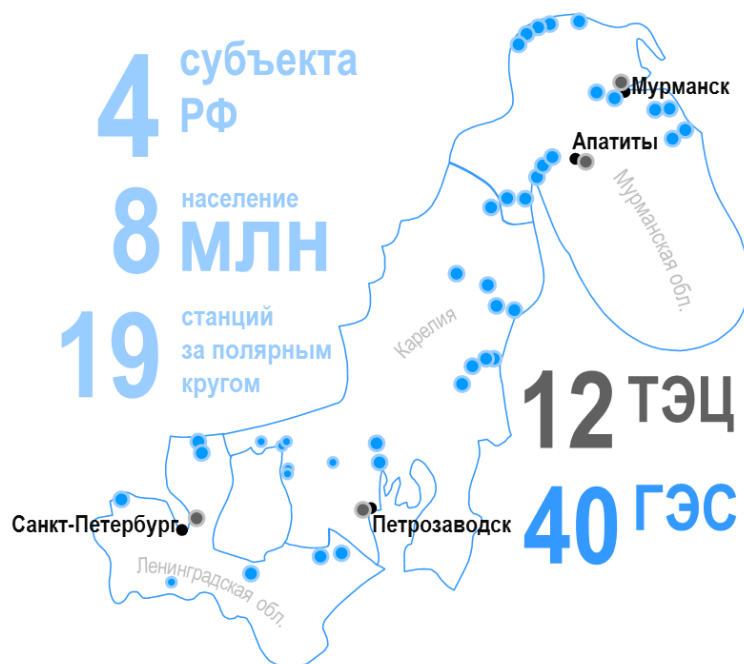 4 субъекта
РФ
8 население
млн
19 станций
за полярным
кругом
Мурманск
Апатиты
Мурманская обл.
Карелия
12 ТЭЦ
40 ГЭС
Санкт-Петербург
Петрозаводск
Ленинградская обл.